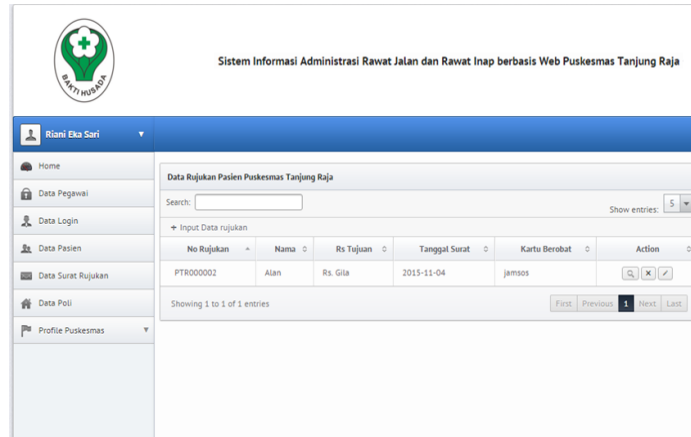 BAKTI HUSADA
Sistem Informasi Administrasi Rawat Jalan dan Rawat Inap berbasis Web Puskesmas Tanjung Raja
Riani Eka Sari
Home
Data Pegawai
Data Login
Data Pasien
Data Surat Rujukan
Data Poli
Profile Puskesmas
Data Rujukan Pasien Puskesmas Tanjung Raja
Search:
Show entries: 5
+ Input Data rujukan
No Rujukan Nama Rs Tujuan Tanggal Surat Kartu Berobat Action
PTR000002 Alan Rs. Gila 2015-11-04 jamsos
Showing 1 to 1 of 1 entries
First Previous 1 Next Last